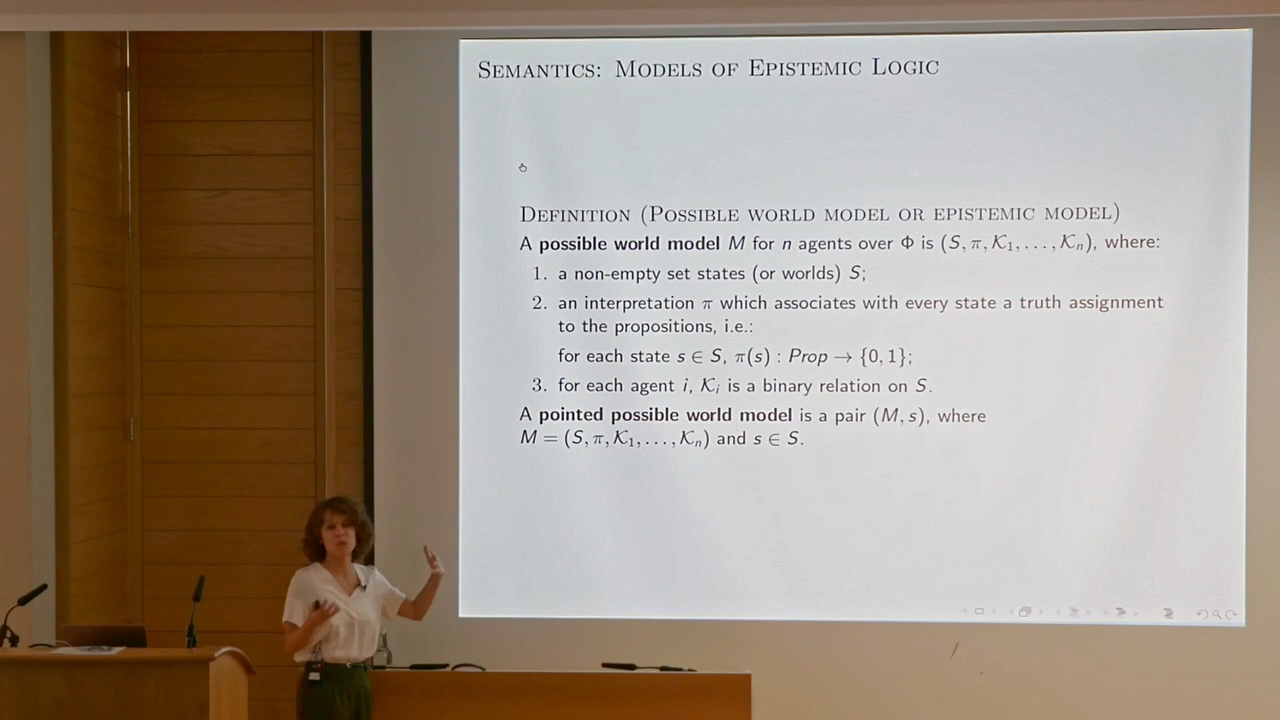 SEMANTICS: MODELS OF EPISTEMIC LOGIC
DEFINITION (POSSIBLE WORLD MODEL OR EPISTEMIC MODEL)
A possible world model M for n agents over Φ is (S, π, 𝒦₁, . . . , 𝒦ₙ), where:
1. a non-empty set states (or worlds) S;
2. an interpretation π which associates with every state a truth assignment
to the propositions, i.e.:
for each state s ∈ S, π(s) : Prop → {0, 1};
3. for each agent i, 𝒦ᵢ is a binary relation on S.
A pointed possible world model is a pair (M, s), where
M = (S, π, 𝒦₁, . . . , 𝒦ₙ) and s ∈ S.